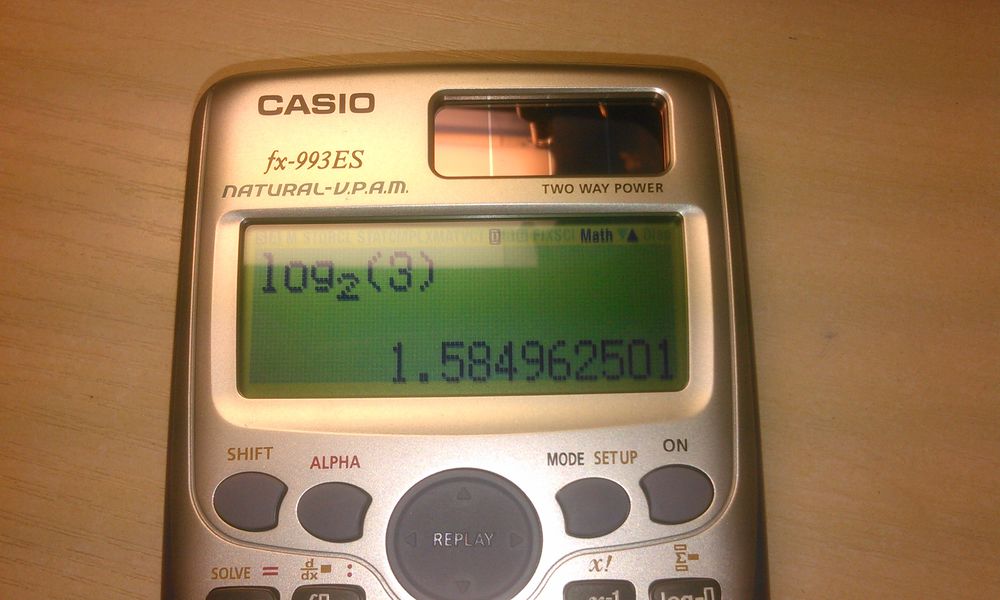 CASIO
fx-993ES
NATURAL-V.P.A.M.
TWO WAY POWER
Math ▲
log₂(3)
1.584962501
SHIFT
ALPHA
MODE SETUP
ON
REPLAY
SOLVE =
d/dx :
x!
Σ